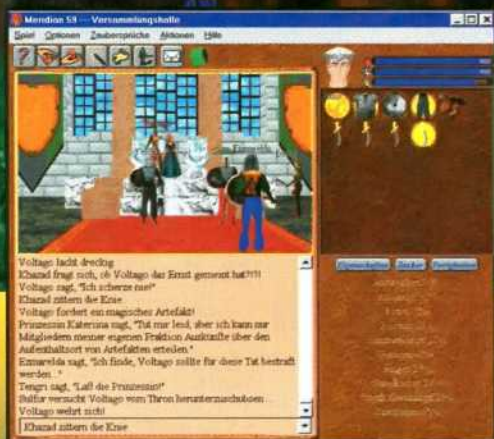 Meridian 59 --- Versammlungshalle
Spiel Optionen Zaubersprüche Aktionen Hilfe
Voltago lacht dreckig.
Khazad fragt sich, ob Voltago das Ernst gemeint hat?!?!
Voltago sagt, "Ich scherze nie!"
Khazad zittern die Knie.
Voltago fordert ein magisches Artefakt!
Prinzessin Katerina sagt, "Tut mir leid, aber ich kann nur
Mitgliedern meiner eigenen Fraktion Auskünfte über den
Aufenthaltsort von Artefakten erteilen."
Esmarelda sagt, "Ich finde, Voltago sollte für diese Tat bestraft
werden..."
Tengri sagt, "Laß die Prinzessin!"
Sulfur versucht Voltago vom Thron herunterzuschubsen...
Voltago wehrt sich!
Khazad zittern die Knie